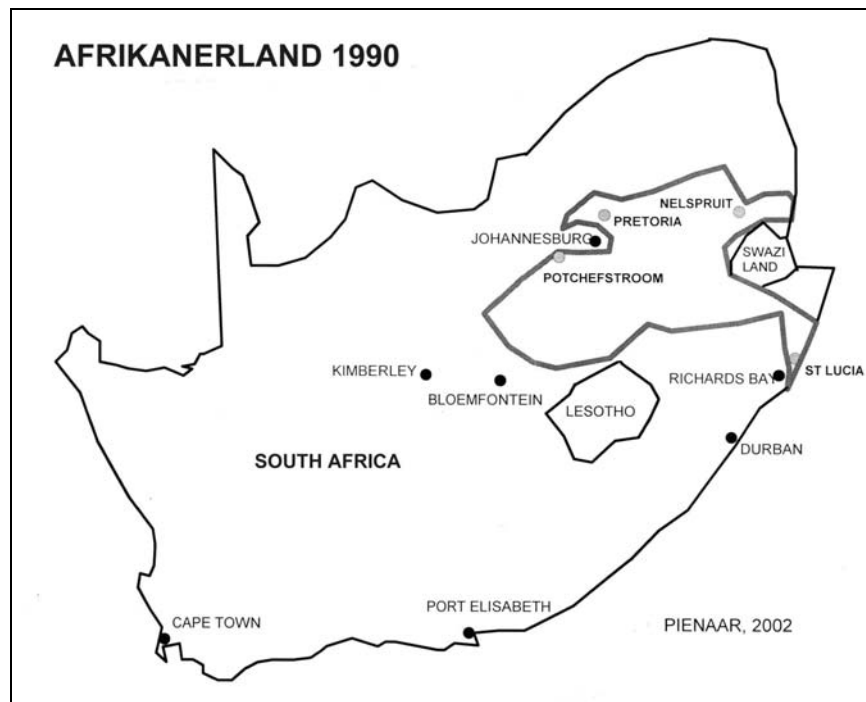 AFRIKANERLAND 1990
NELSPRUIT
PRETORIA
JOHANNESBURG
SWAZI
LAND
POTCHEFSTROOM
ST LUCIA
KIMBERLEY
RICHARDS BAY
BLOEMFONTEIN
LESOTHO
DURBAN
SOUTH AFRICA
PORT ELISABETH
CAPE TOWN
PIENAAR, 2002